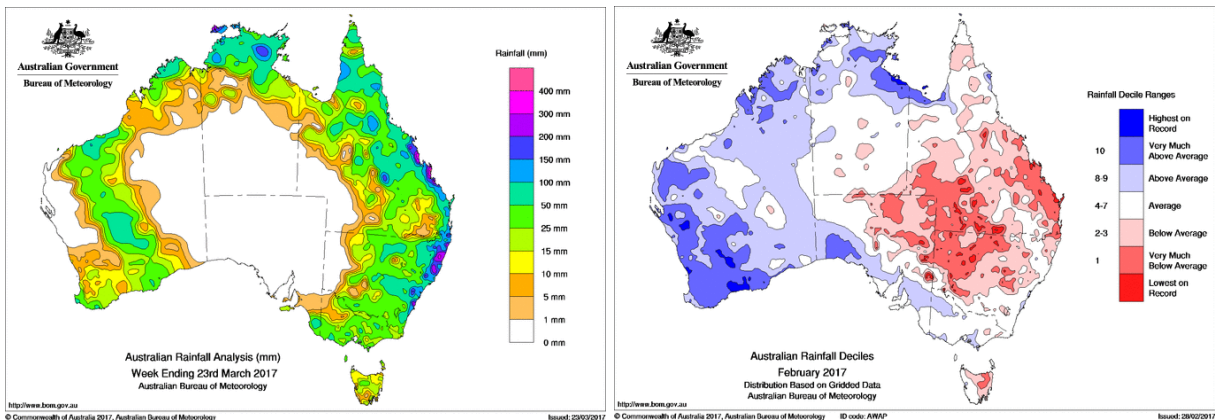 Australian Government
Bureau of Meteorology
Rainfall (mm)
400 mm
300 mm
200 mm
150 mm
100 mm
50 mm
25 mm
15 mm
10 mm
5 mm
1 mm
0 mm
Australian Rainfall Analysis (mm)
Week Ending 23rd March 2017
Australian Bureau of Meteorology
http://www.bom.gov.au
© Commonwealth of Australia 2017, Australian Bureau of Meteorology
Issued: 23/03/2017
Australian Government
Bureau of Meteorology
Rainfall Decile Ranges
Highest on
Record
10 Very Much
Above Average
8-9 Above Average
4-7 Average
2-3 Below Average
1 Very Much
Below Average
Lowest on
Record
Australian Rainfall Deciles
February 2017
Distribution Based on Gridded Data
Australian Bureau of Meteorology
http://www.bom.gov.au
© Commonwealth of Australia 2017, Australian Bureau of Meteorology ID code: AWAP Issued: 28/02/2017